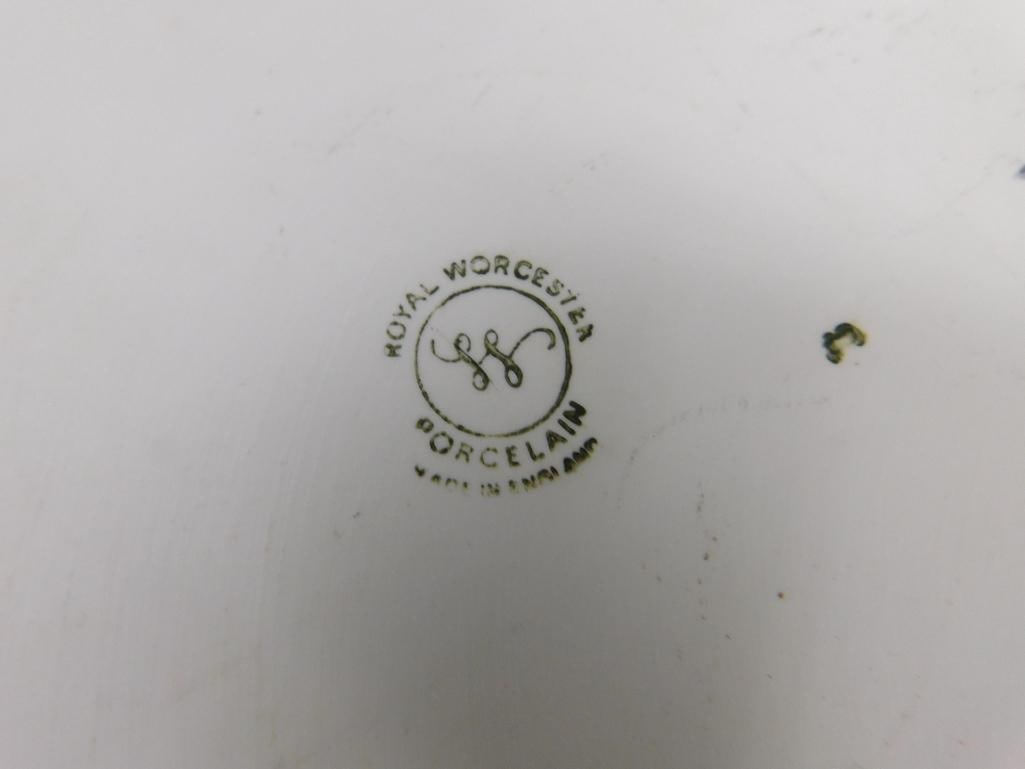 ROYAL WORCESTER
W
PORCELAIN
MADE IN ENGLAND